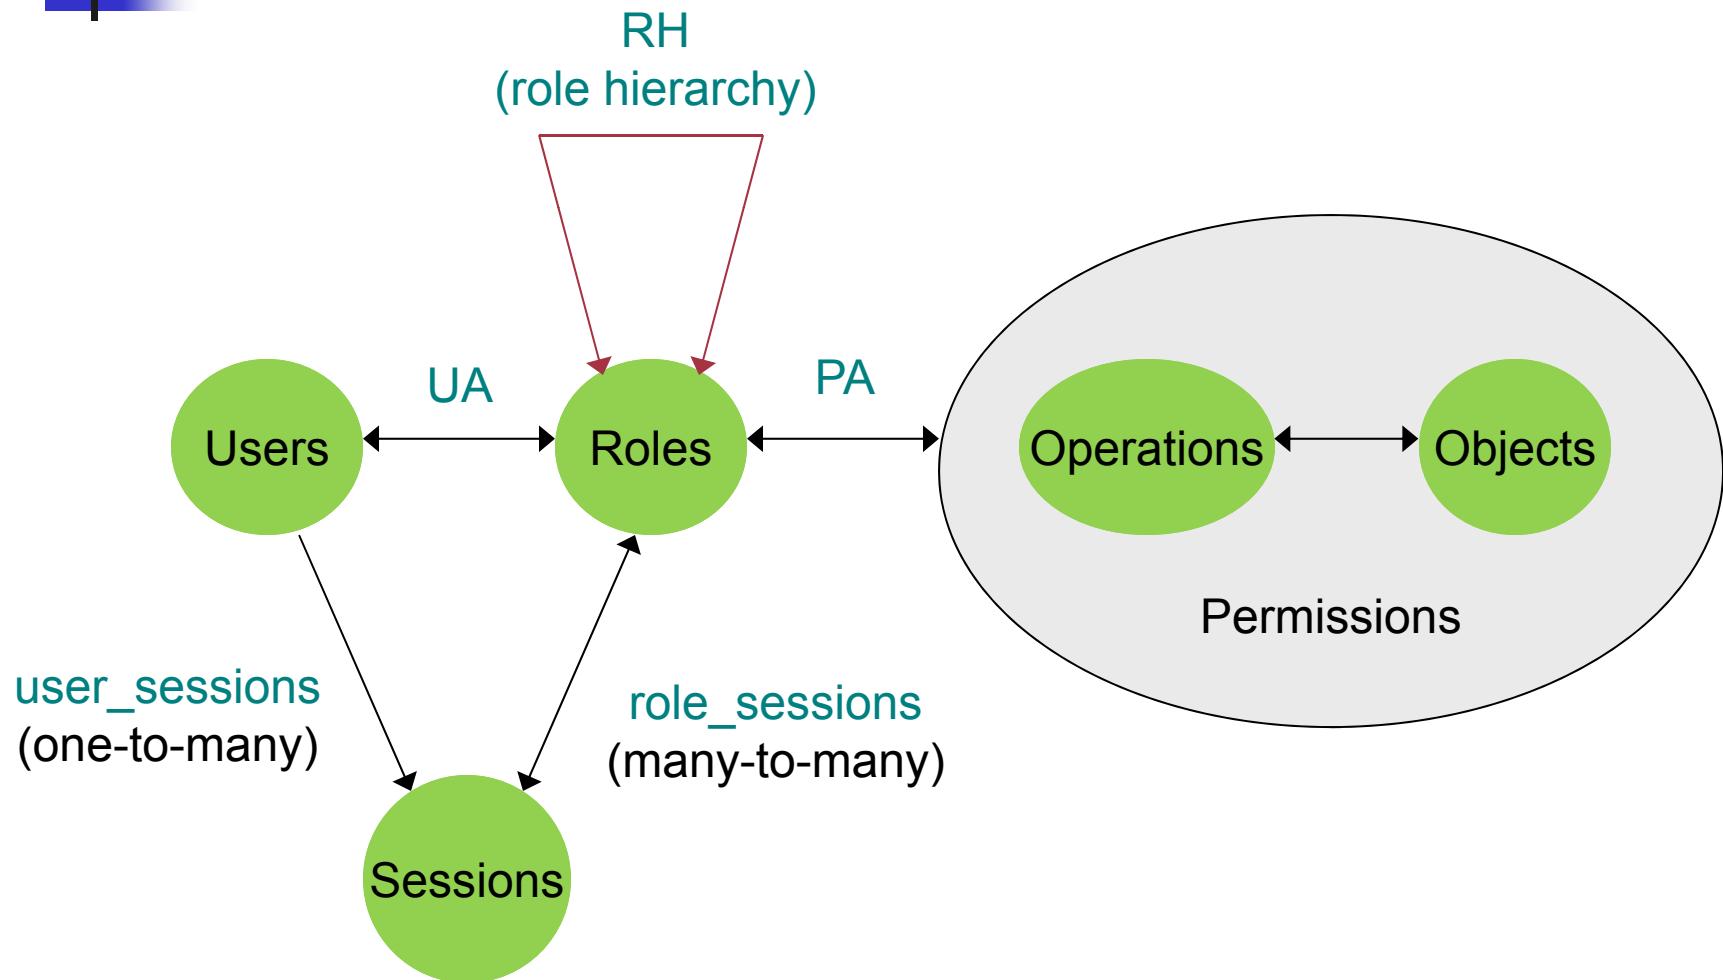 RH
(role hierarchy)
UA
PA
Users
Roles
Operations
Objects
Permissions
user_sessions
(one-to-many)
role_sessions
(many-to-many)
Sessions